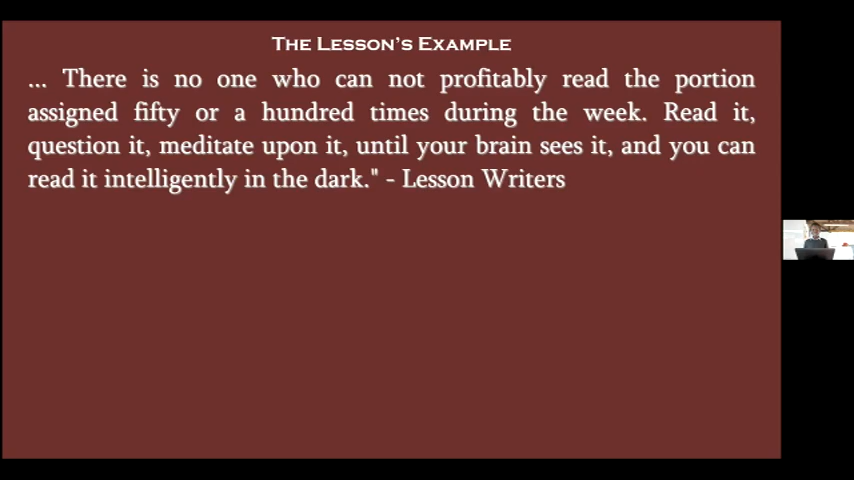 The Lesson's Example
... There is no one who can not profitably read the portion
assigned fifty or a hundred times during the week. Read it,
question it, meditate upon it, until your brain sees it, and you can
read it intelligently in the dark." - Lesson Writers